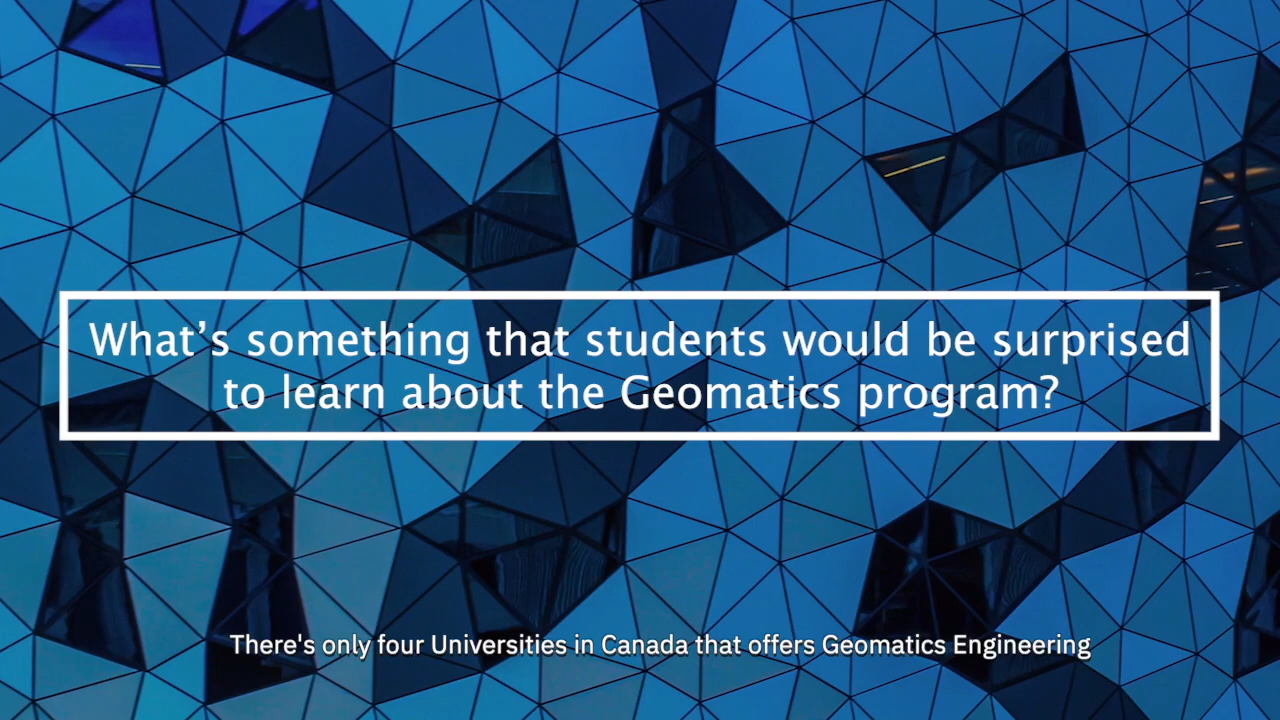 What’s something that students would be surprised
to learn about the Geomatics program?
There's only four Universities in Canada that offers Geomatics Engineering